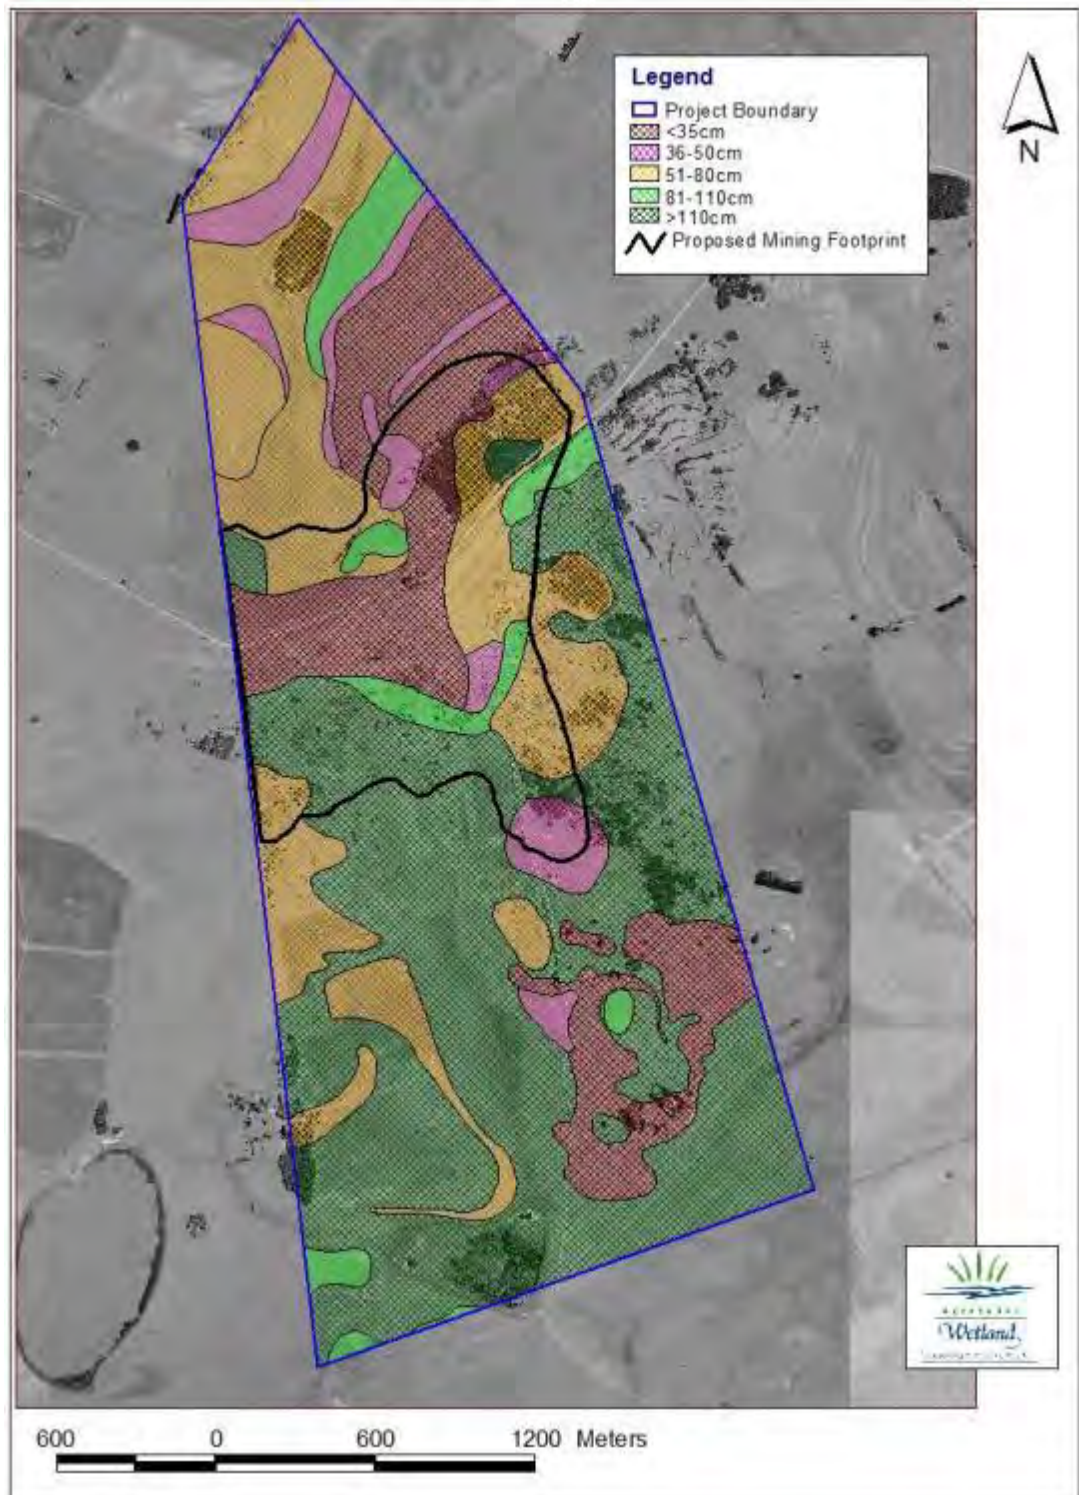 Legend
Project Boundary
<35cm
36-50cm
51-80cm
81-110cm
>110cm
Proposed Mining Footprint
N
Wetland
600 0 600 1200 Meters